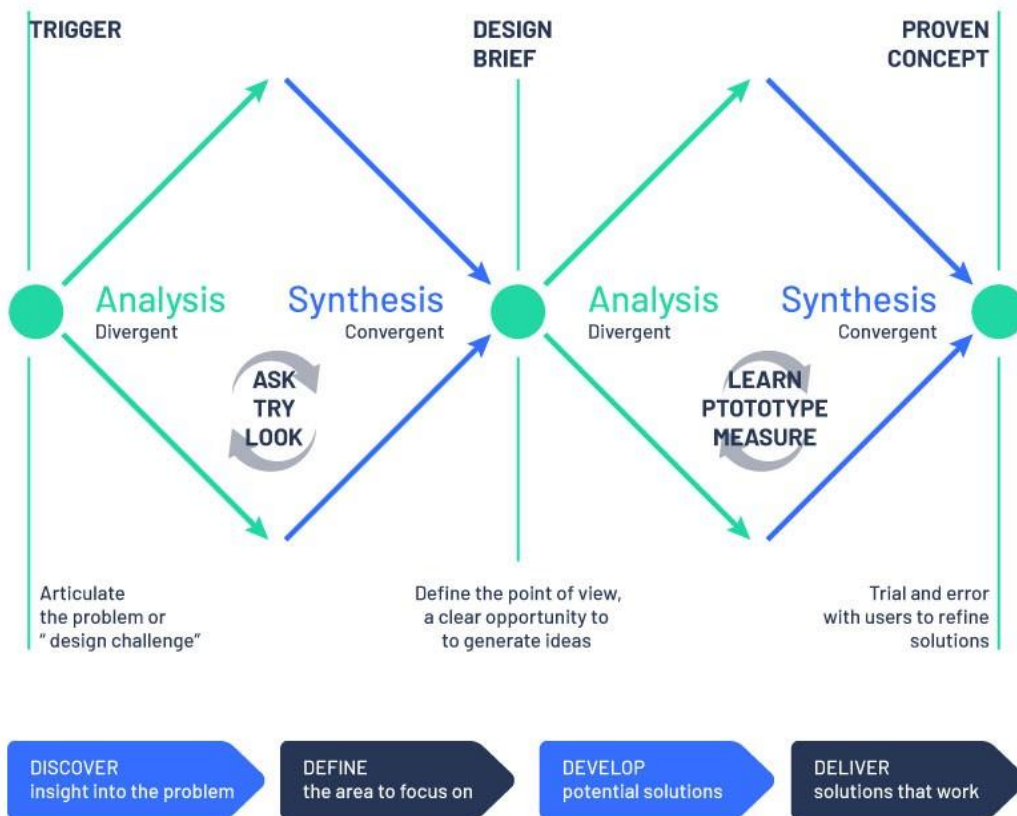 TRIGGER
DESIGN
BRIEF
PROVEN
CONCEPT
Analysis
Divergent
Synthesis
Convergent
Analysis
Divergent
Synthesis
Convergent
ASK
TRY
LOOK
LEARN
PTOTOTYPE
MEASURE
Articulate
the problem or
“ design challenge”
Define the point of view,
a clear opportunity to
to generate ideas
Trial and error
with users to refine
solutions
DISCOVER
insight into the problem
DEFINE
the area to focus on
DEVELOP
potential solutions
DELIVER
solutions that work